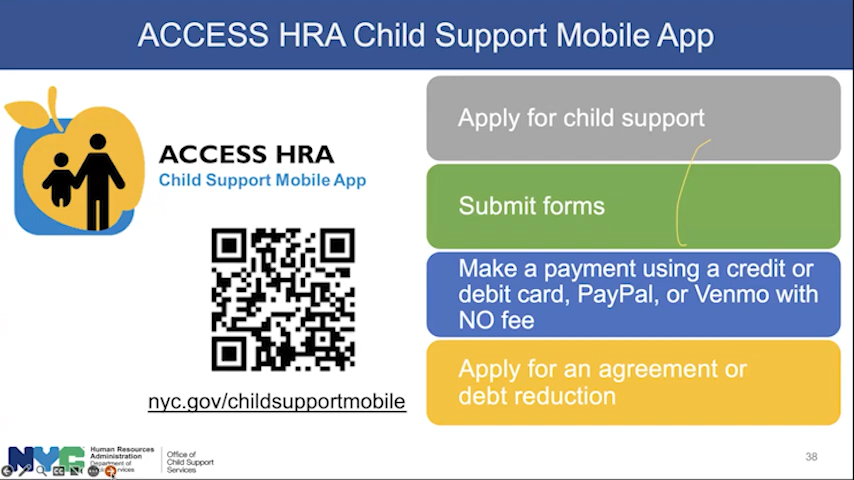 ACCESS HRA Child Support Mobile App
ACCESS HRA
Child Support Mobile App
nyc.gov/childsupportmobile
Apply for child support
Submit forms
Make a payment using a credit or
debit card, PayPal, or Venmo with
NO fee
Apply for an agreement or
debt reduction
NYC
Human Resources
Administration
Department of
Services
Office of
Child Support
Services
38